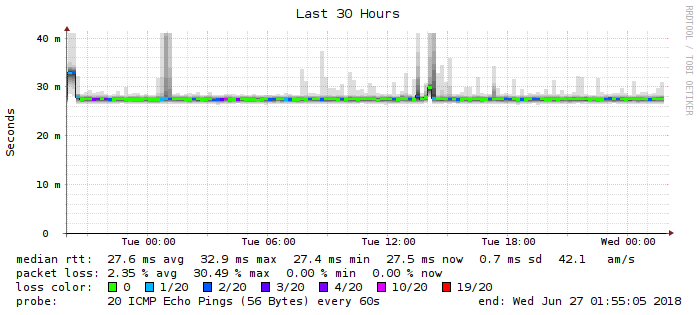 Last 30 Hours
RRDTOOL / TOBI OETIKER
Seconds
40 m
30 m
20 m
10 m
0
Tue 00:00 Tue 06:00 Tue 12:00 Tue 18:00 Wed 00:00
median rtt: 27.6 ms avg 32.9 ms max 27.4 ms min 27.5 ms now 0.7 ms sd 42.1 am/s
packet loss: 2.35 % avg 30.49 % max 0.00 % min 0.00 % now
loss color: 0 1/20 2/20 3/20 4/20 10/20 19/20
probe: 20 ICMP Echo Pings (56 Bytes) every 60s end: Wed Jun 27 01:55:05 2018